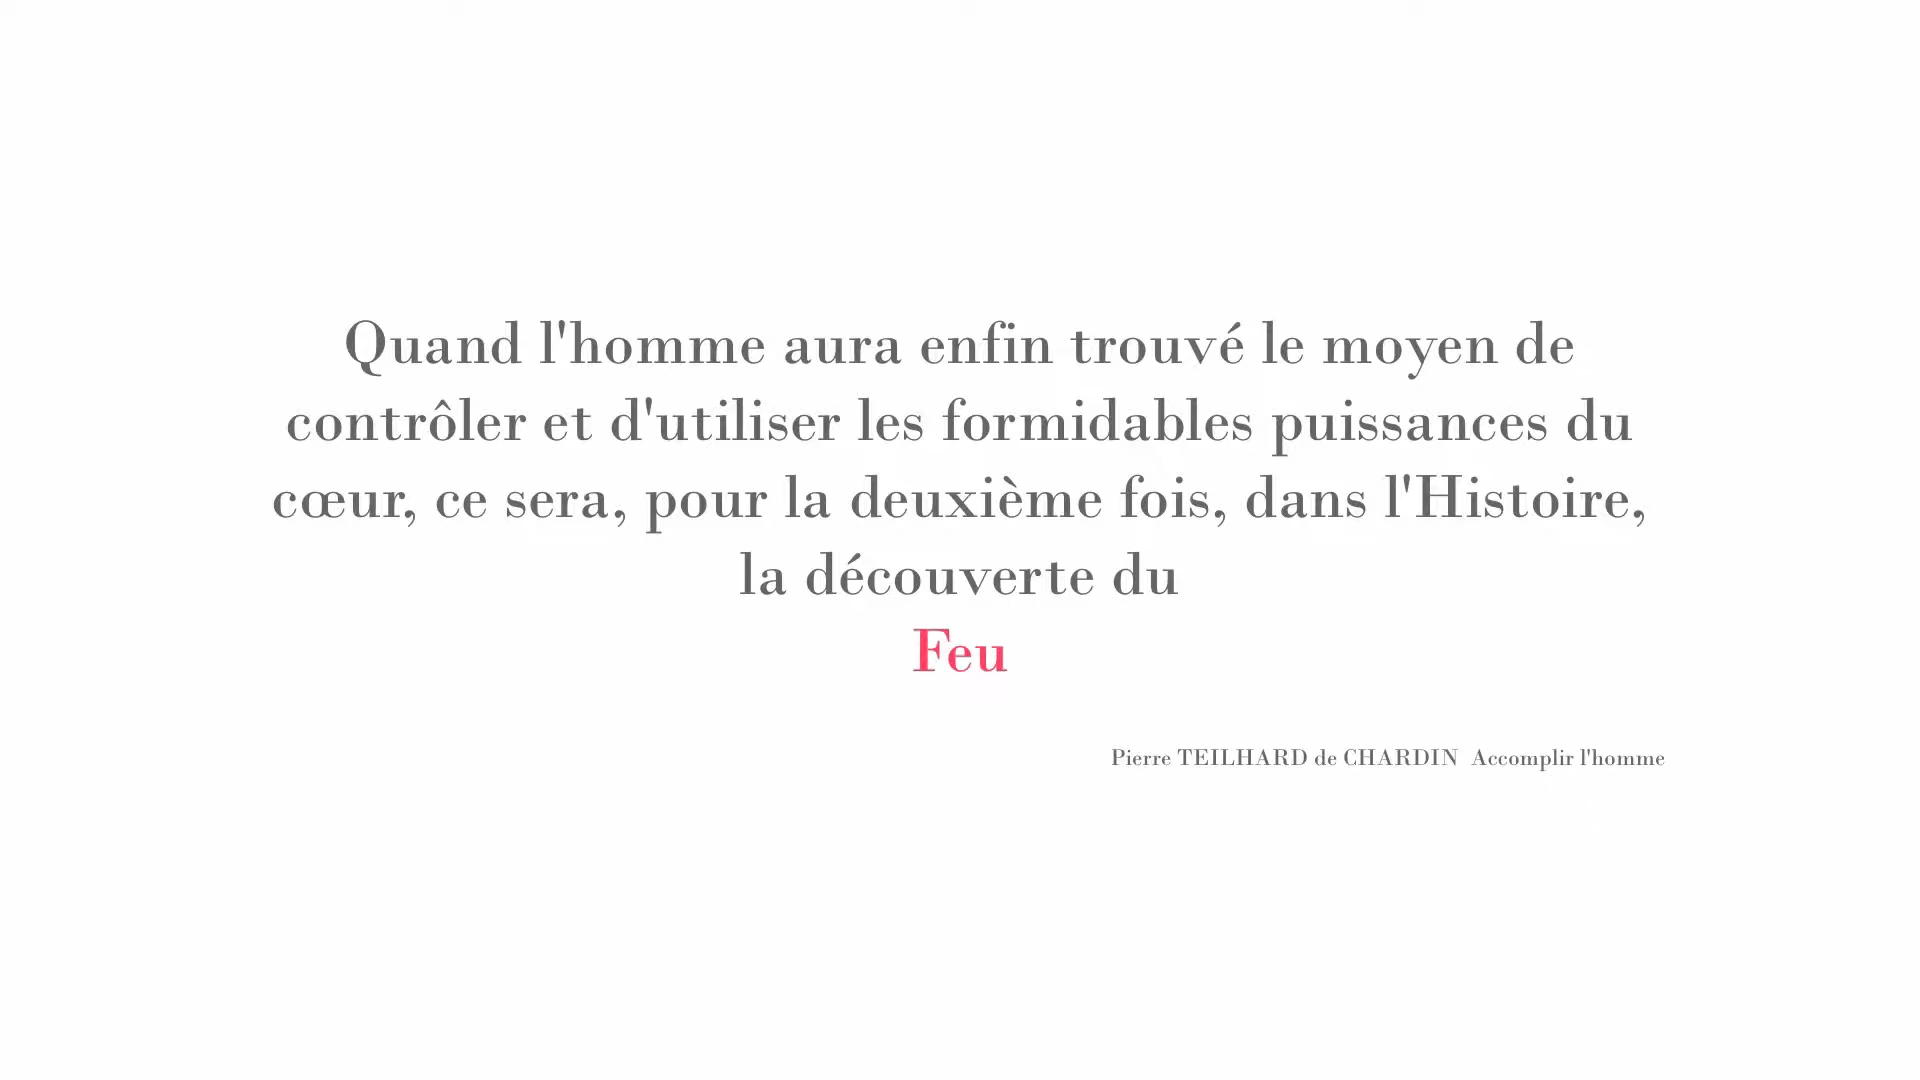 Quand l'homme aura enfin trouvé le moyen de
contrôler et d'utiliser les formidables puissances du
cœur, ce sera, pour la deuxième fois, dans l'Histoire,
la découverte du
Feu
Pierre TEILHARD de CHARDIN  Accomplir l'homme